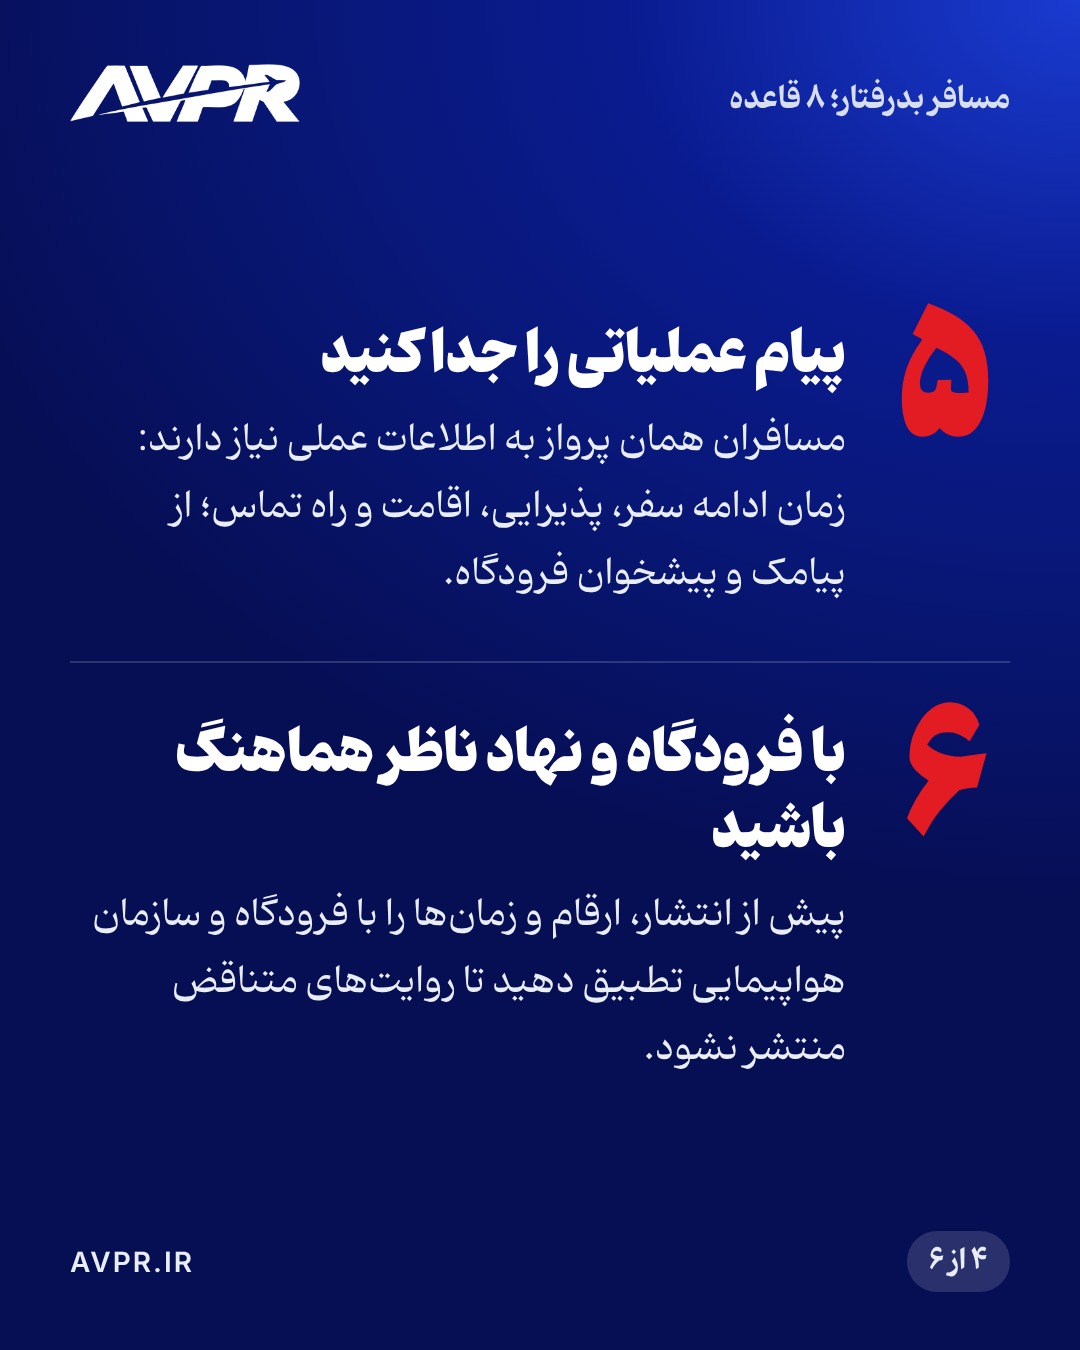 AVPR
مسافر بدرفتار؛ ۸ قاعده
۵
پیام عملیاتی را جدا کنید
مسافران همان پرواز به اطلاعات عملی نیاز دارند:
زمان ادامه سفر، پذیرایی، اقامت و راه تماس؛ از
پیامک و پیشخوان فرودگاه.
۶
با فرودگاه و نهاد ناظر هماهنگ
باشید
پیش از انتشار، ارقام و زمان‌ها را با فرودگاه و سازمان
هواپیمایی تطبیق دهید تا روایت‌های متناقض
منتشر نشود.
۴ از ۶
AVPR.IR